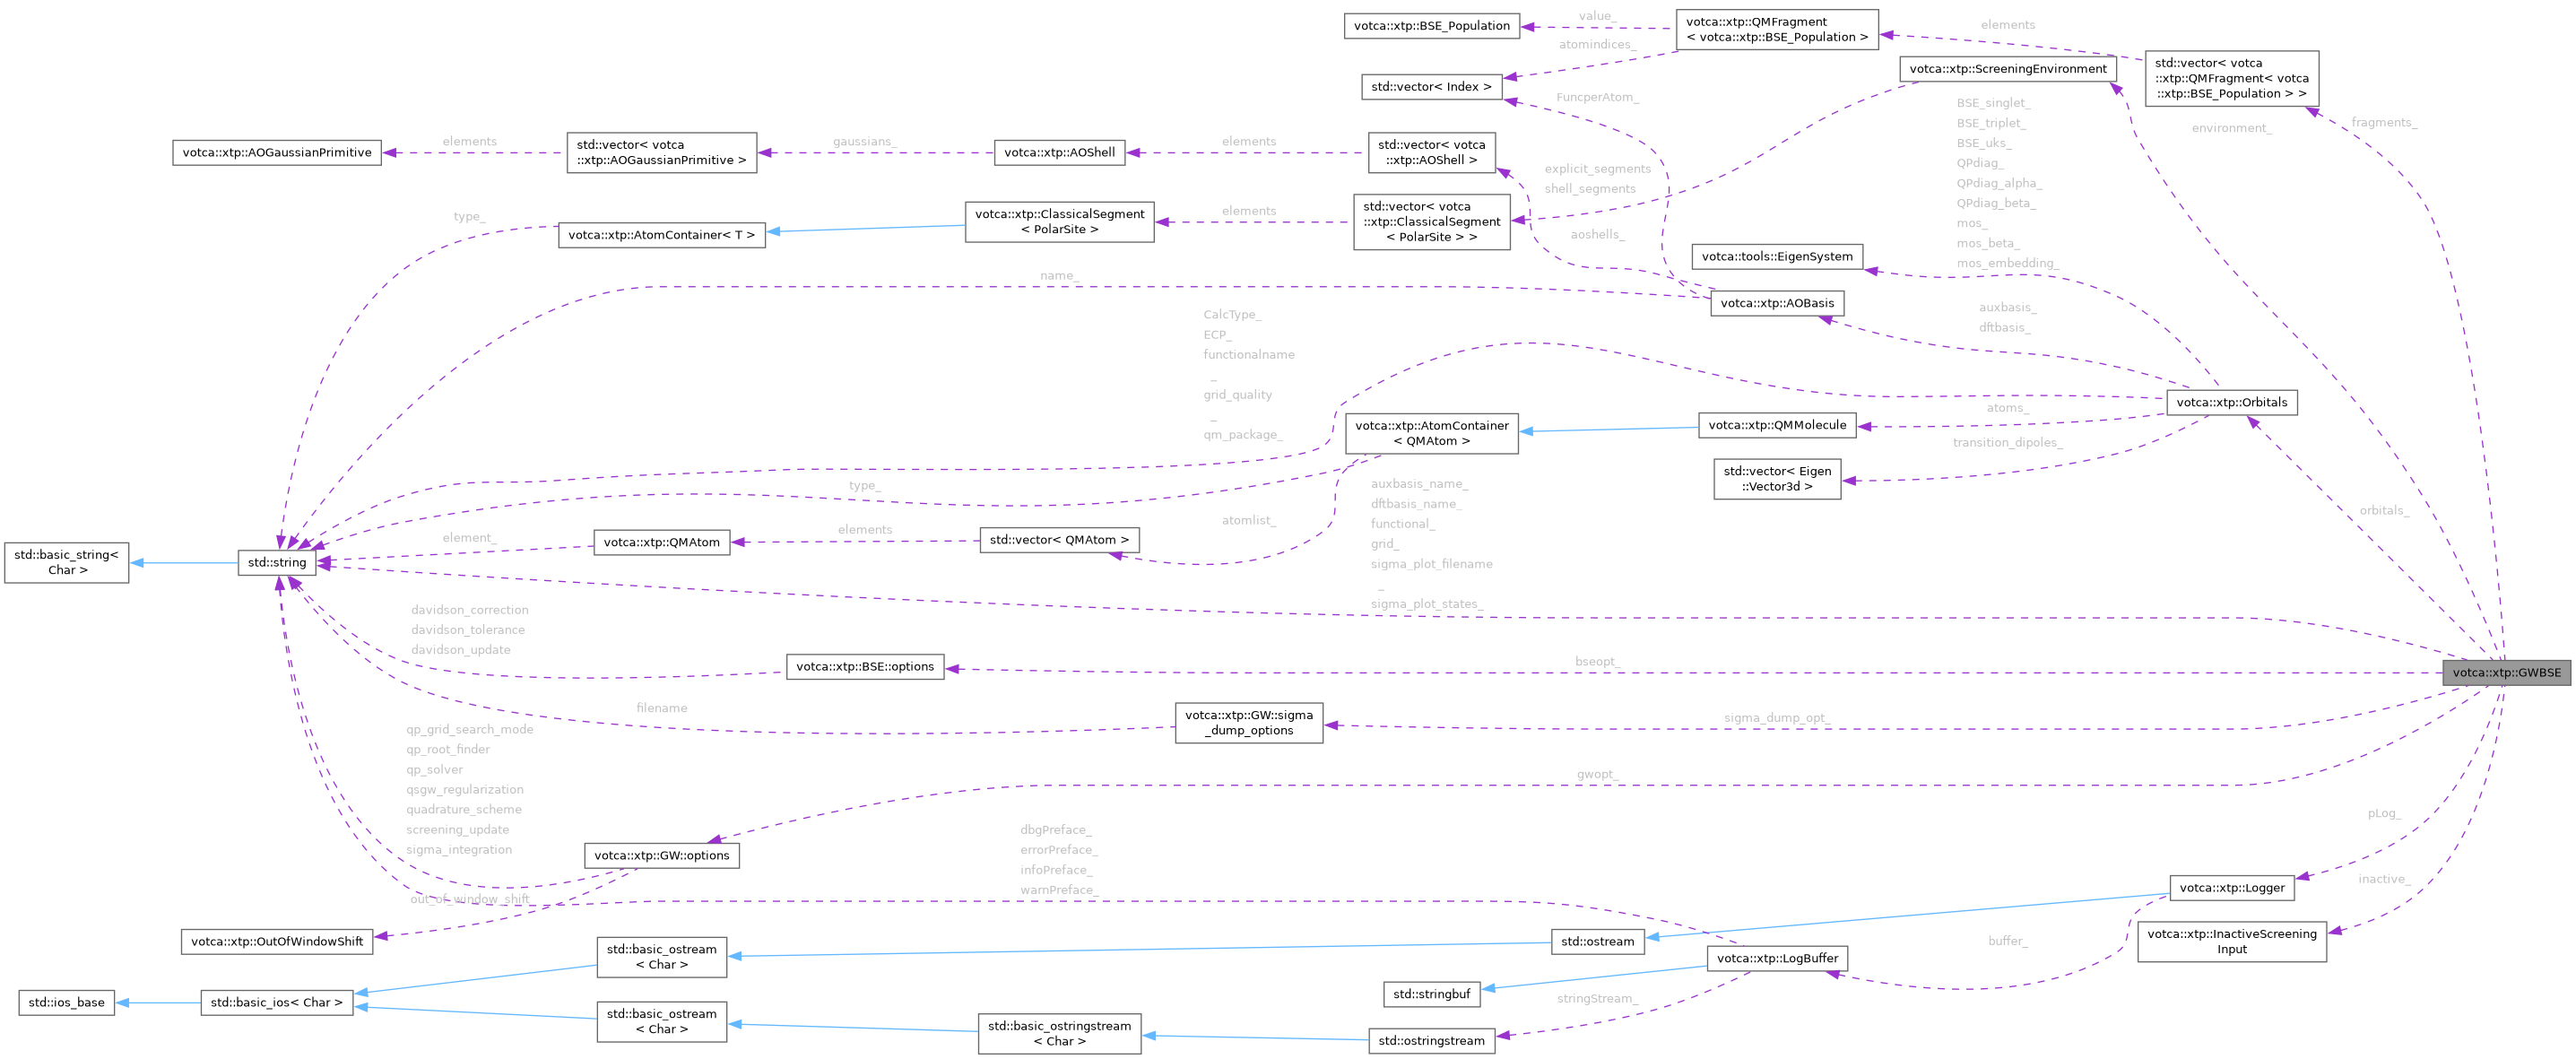 votca::xtp::BSE_Population
value_
votca::xtp::QMFragment
< votca::xtp::BSE_Population >
elements
atomindices_
std::vector< Index >
votca::xtp::ScreeningEnvironment
std::vector< votca
::xtp::QMFragment< votca
::xtp::BSE_Population > >
fragments_
environment_
FuncperAtom_
votca::xtp::AOGaussianPrimitive
elements
std::vector< votca
::xtp::AOGaussianPrimitive >
gaussians_
votca::xtp::AOShell
elements
std::vector< votca
::xtp::AOShell >
explicit_segments
shell_segments
BSE_singlet_
BSE_triplet_
BSE_uks_
QPdiag_
QPdiag_alpha_
QPdiag_beta_
mos_
mos_beta_
mos_embedding_
type_
votca::xtp::AtomContainer< T >
votca::xtp::ClassicalSegment
< PolarSite >
elements
std::vector< votca
::xtp::ClassicalSegment
< PolarSite > >
aoshells_
votca::tools::EigenSystem
name_
votca::xtp::AOBasis
auxbasis_
dftbasis_
CalcType_
ECP_
functionalname
_
grid_quality
_
qm_package_
votca::xtp::AtomContainer
< QMAtom >
votca::xtp::QMMolecule
atoms_
votca::xtp::Orbitals
transition_dipoles_
std::vector< Eigen
::Vector3d >
type_
auxbasis_name_
dftbasis_name_
functional_
grid_
sigma_plot_filename
_
sigma_plot_states_
orbitals_
atomlist_
std::basic_string<
Char >
std::string
element_
votca::xtp::QMAtom
elements
std::vector< QMAtom >
davidson_correction
davidson_tolerance
davidson_update
votca::xtp::BSE::options
bseopt_
votca::xtp::GWBSE
filename
votca::xtp::GW::sigma
_dump_options
sigma_dump_opt_
qp_grid_search_mode
qp_root_finder
qp_solver
qsgw_regularization
quadrature_scheme
screening_update
sigma_integration
gwopt_
votca::xtp::GW::options
dbgPreface_
errorPreface_
infoPreface_
warnPreface_
pLog_
votca::xtp::Logger
inactive_
out_of_window_shift
votca::xtp::OutOfWindowShift
std::basic_ostream
< Char >
std::ostream
votca::xtp::LogBuffer
buffer_
votca::xtp::InactiveScreening
Input
std::ios_base
std::basic_ios< Char >
std::stringbuf
stringStream_
std::basic_ostream
< Char >
std::basic_ostringstream
< Char >
std::ostringstream